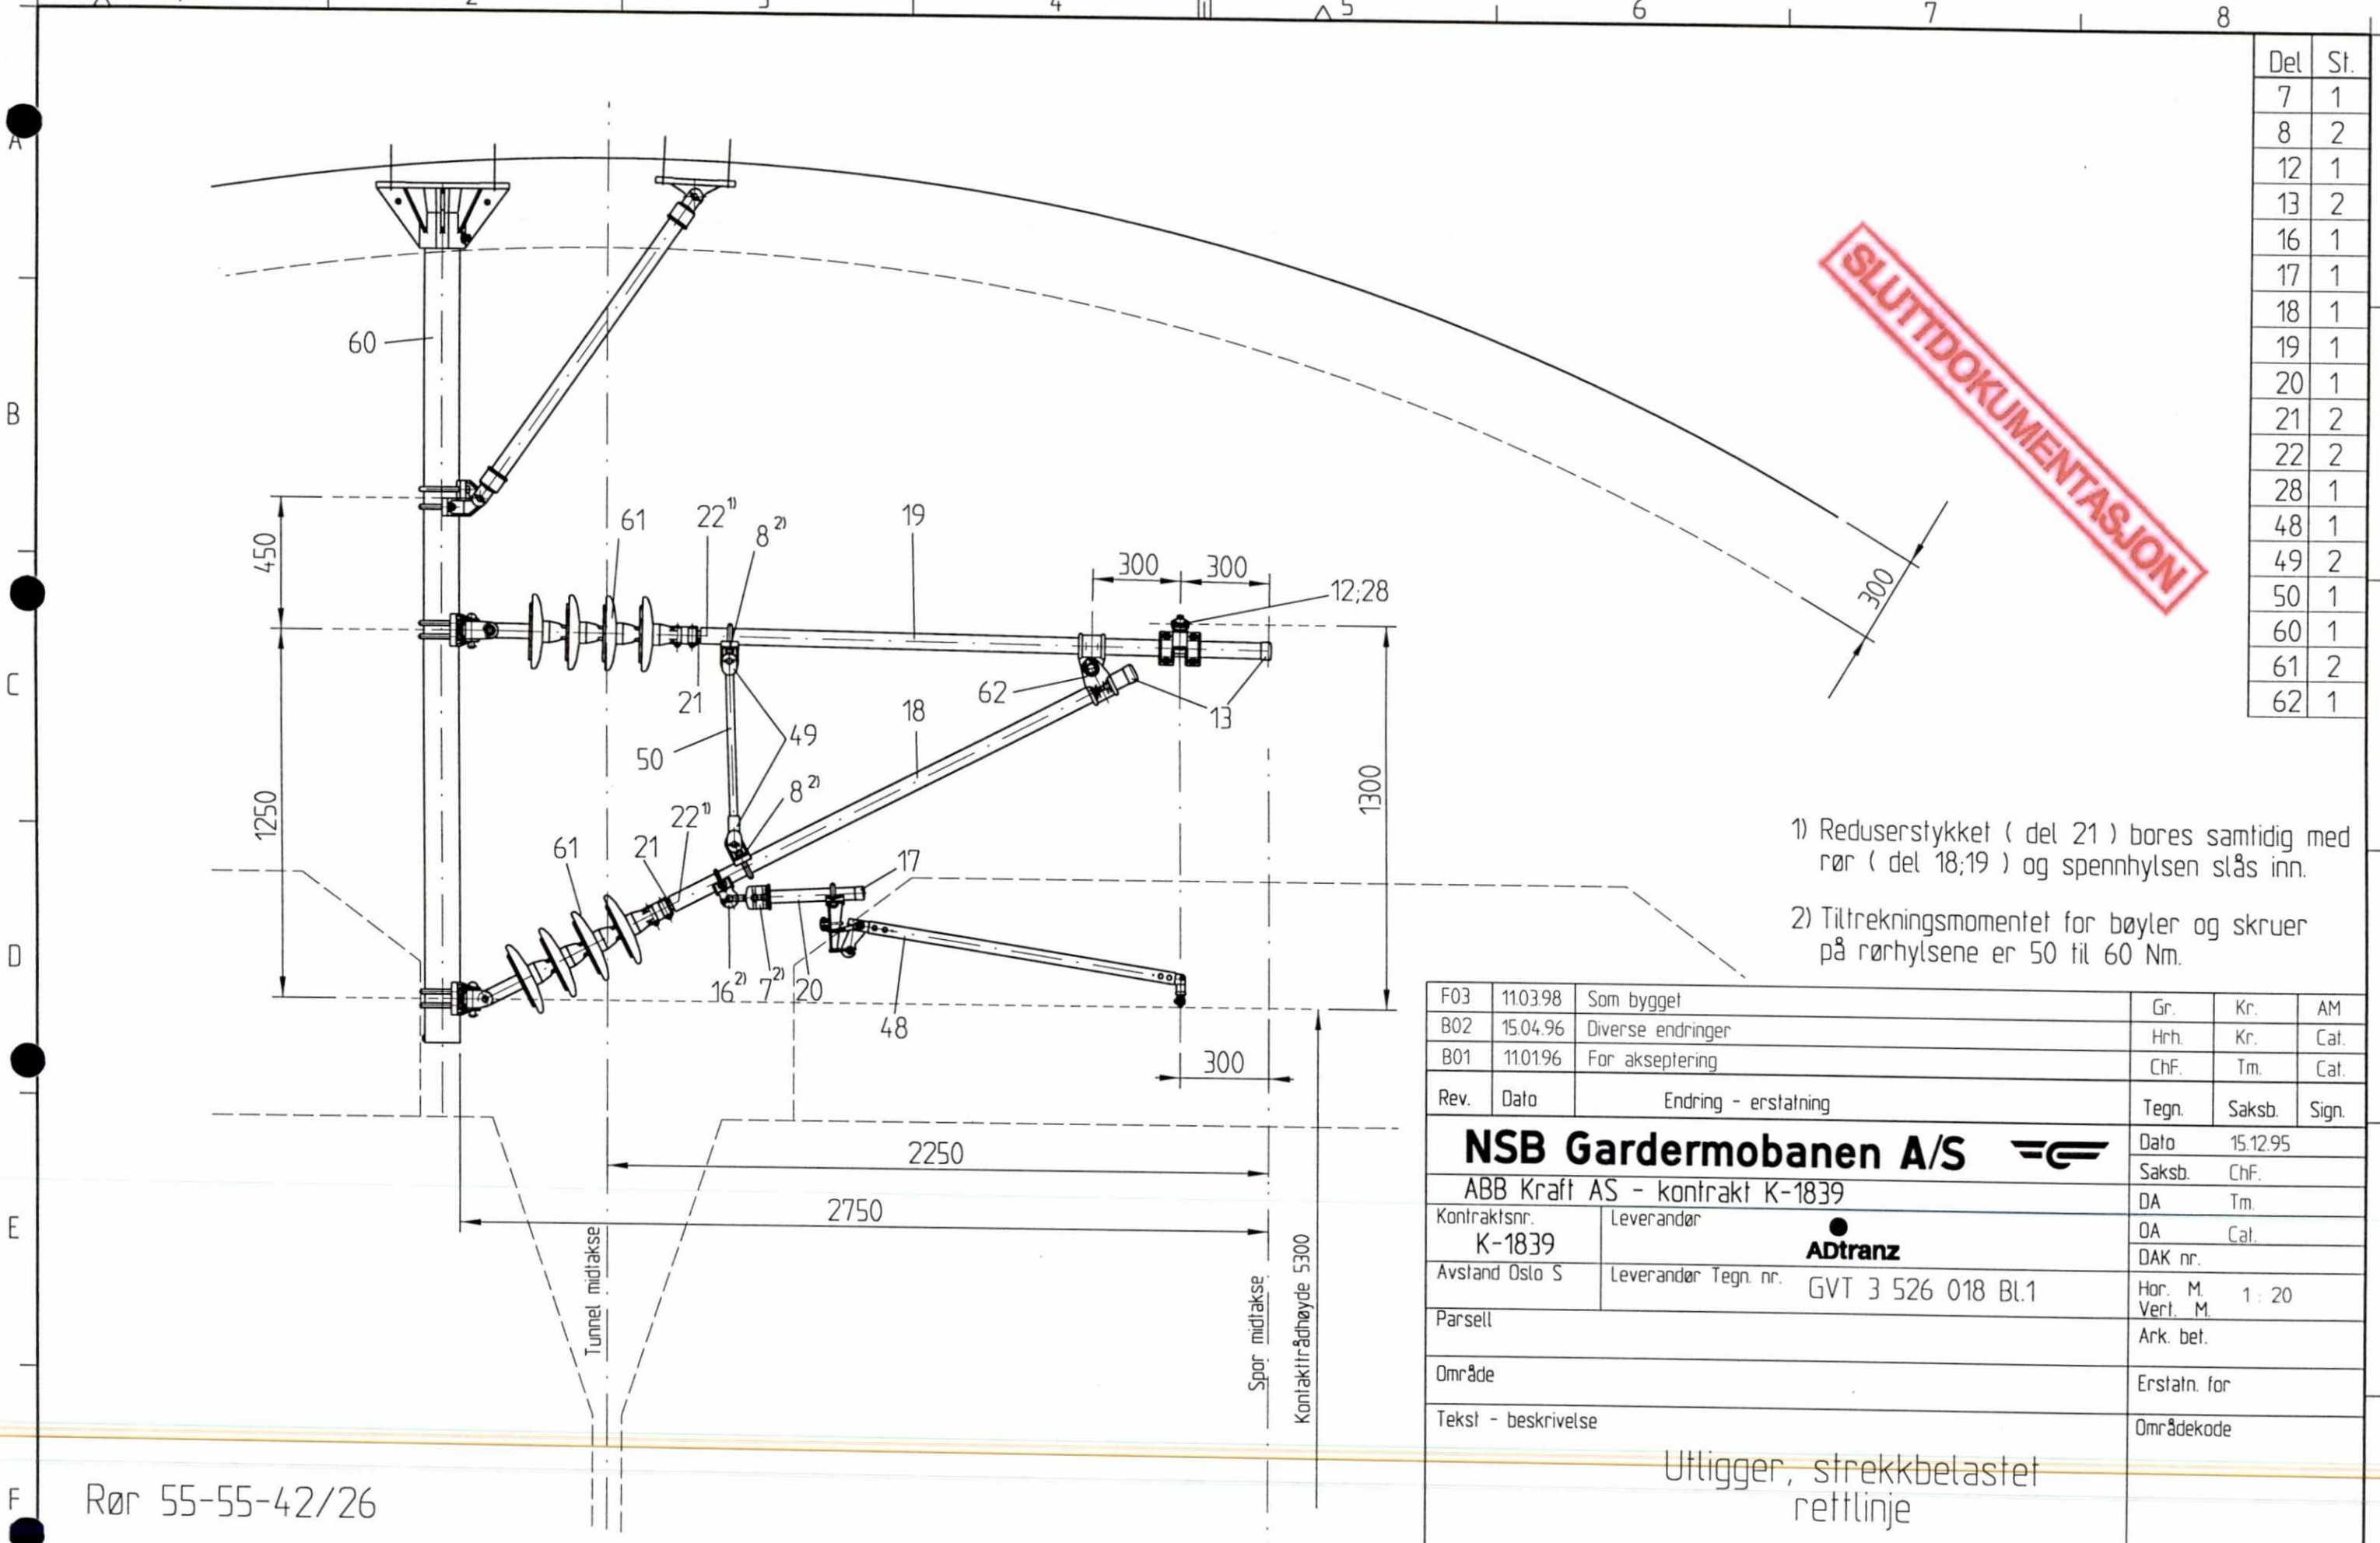 2 3 4 5 6 7 8
A
B
C
D
E
F
Del St.
7 1
8 2
12 1
13 2
16 1
17 1
18 1
19 1
20 1
21 2
22 2
28 1
48 1
49 2
50 1
60 1
61 2
62 1
SLUTTDOKUMENTASJON
60
450
1250
61
22 1)
8 2)
19
300
300
12;28
300
21
62
13
18
50
49
1300
8 2)
22 1)
61
21
17
16 2)
7 2)
20
48
300
2250
2750
Tunnel midtakse
Spor midtakse
Kontakttrådhøyde 5300
1) Reduserstykket ( del 21 ) bores samtidig med
rør ( del 18;19 ) og spennhylsen slås inn.
2) Tiltrekningsmomentet for bøyler og skruer
på rørhylsene er 50 til 60 Nm.
F03 11.03.98 Som bygget Gr. Kr. AM
B02 15.04.96 Diverse endringer Hrh. Kr. Cat.
B01 11.01.96 For akseptering ChF. Tm. Cat.
Rev. Dato Endring - erstatning Tegn. Saksb. Sign.
NSB Gardermobanen A/S
ABB Kraft AS - kontrakt K-1839
Kontraktsnr.
K-1839
Leverandør
ADtranz
Avstand Oslo S
Leverandør Tegn. nr. GVT 3 526 018 Bl.1
Parsell
Område
Tekst - beskrivelse
Utligger, strekkbelastet
rettlinje
Dato 15.12.95
Saksb. ChF.
DA Tm.
OA Cat.
DAK nr.
Hor. M. 1 : 20
Vert. M.
Ark. bet.
Erstatn. for
Områdekode
Rør 55-55-42/26